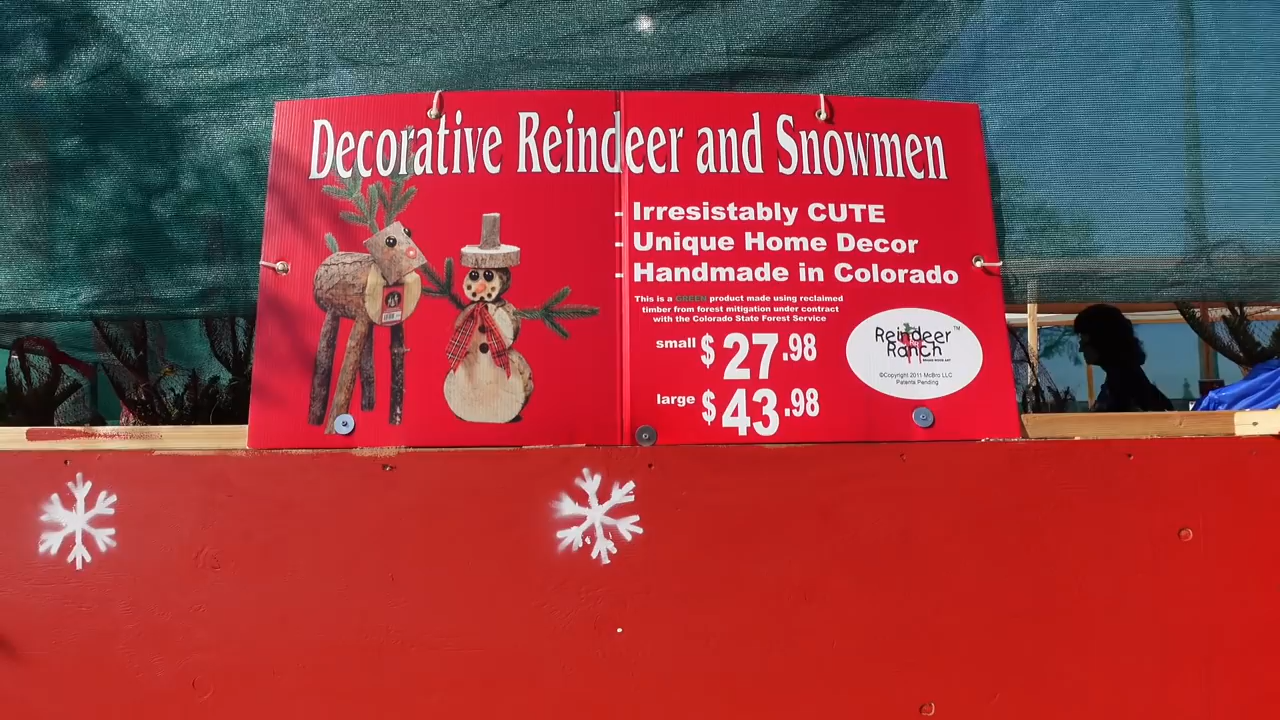 Decorative Reindeer and Snowmen
- Irresistably CUTE
- Unique Home Decor
- Handmade in Colorado
This is a GREEN product made using reclaimed
timber from forest mitigation under contract
with the Colorado State Forest Service
small $27.98
large $43.98
Reindeer™
Ranch
©Copyright 2011 McBro LLC
Patents Pending